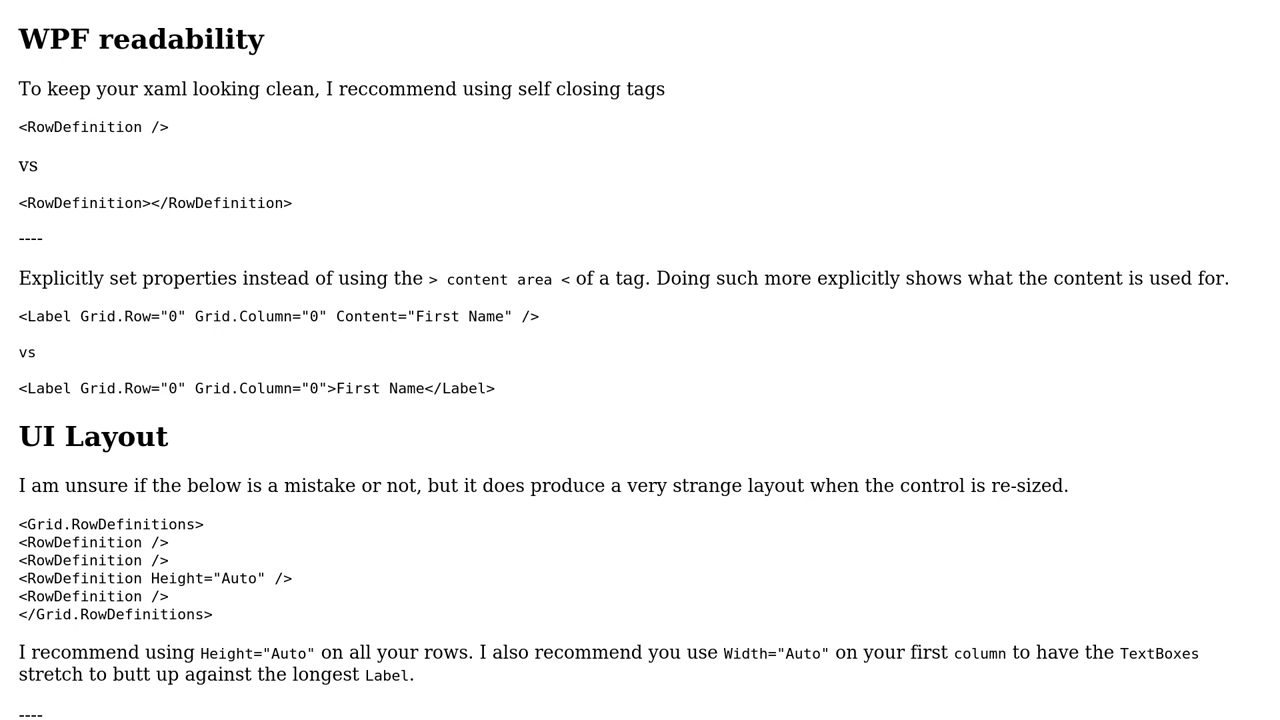 WPF readability
To keep your xaml looking clean, I reccommend using self closing tags
<RowDefinition />
vs
<RowDefinition></RowDefinition>
----
Explicitly set properties instead of using the > content area < of a tag. Doing such more explicitly shows what the content is used for.
<Label Grid.Row="0" Grid.Column="0" Content="First Name" />
vs
<Label Grid.Row="0" Grid.Column="0">First Name</Label>
UI Layout
I am unsure if the below is a mistake or not, but it does produce a very strange layout when the control is re-sized.
<Grid.RowDefinitions>
<RowDefinition />
<RowDefinition />
<RowDefinition Height="Auto" />
<RowDefinition />
</Grid.RowDefinitions>
I recommend using Height="Auto" on all your rows. I also recommend you use Width="Auto" on your first column to have the TextBoxes
stretch to butt up against the longest Label.
----